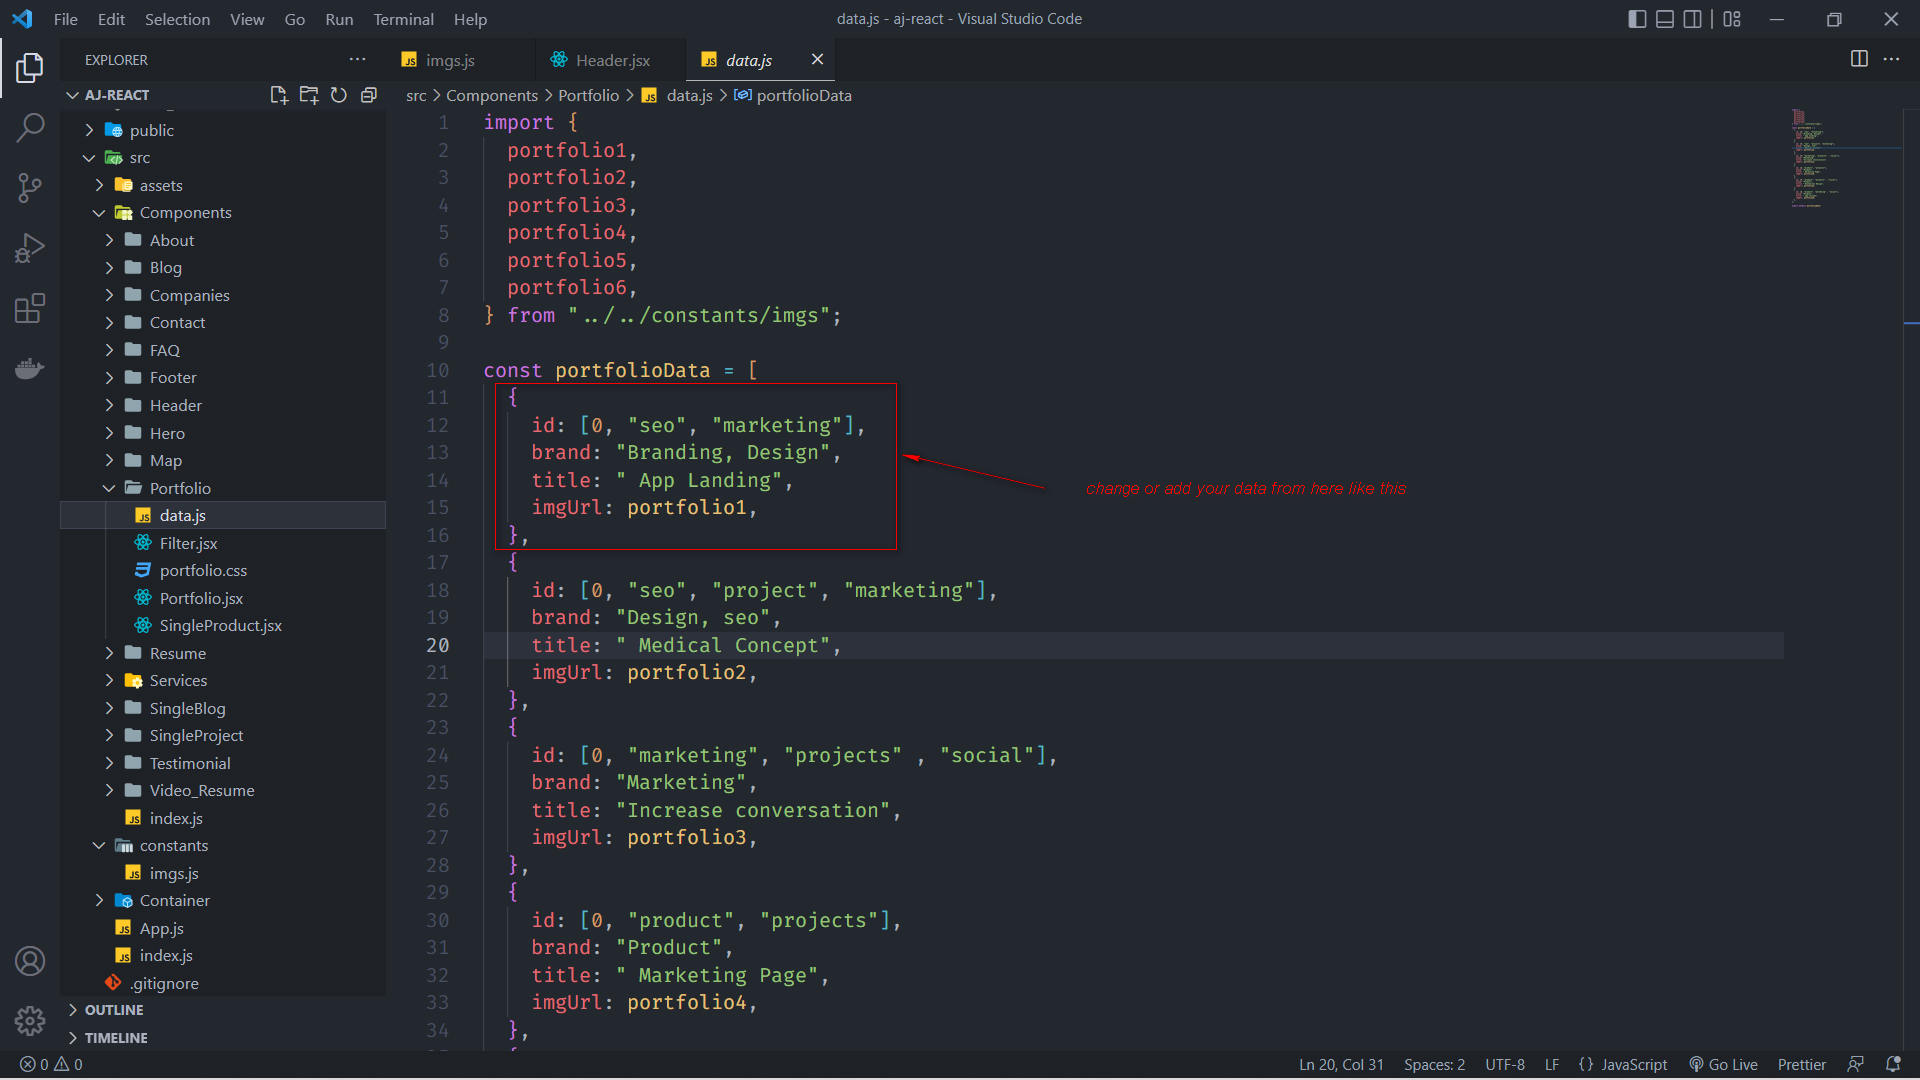 File Edit Selection View Go Run Terminal Help
data.js - aj-react - Visual Studio Code
EXPLORER
imgs.js
Header.jsx
data.js
AJ-REACT
src > Components > Portfolio > data.js > portfolioData
public
src
assets
Components
About
Blog
Companies
Contact
FAQ
Footer
Header
Hero
Map
Portfolio
data.js
Filter.jsx
portfolio.css
Portfolio.jsx
SingleProduct.jsx
Resume
Services
SingleBlog
SingleProject
Testimonial
Video_Resume
index.js
constants
imgs.js
Container
App.js
index.js
.gitignore
OUTLINE
TIMELINE
1 import {
2 portfolio1,
3 portfolio2,
4 portfolio3,
5 portfolio4,
6 portfolio5,
7 portfolio6,
8 } from "../../constants/imgs";
9
10 const portfolioData = [
11 {
12 id: [0, "seo", "marketing"],
13 brand: "Branding, Design",
14 title: " App Landing",
15 imgUrl: portfolio1,
16 },
17 {
18 id: [0, "seo", "project", "marketing"],
19 brand: "Design, seo",
20 title: " Medical Concept",
21 imgUrl: portfolio2,
22 },
23 {
24 id: [0, "marketing", "projects" , "social"],
25 brand: "Marketing",
26 title: "Increase conversation",
27 imgUrl: portfolio3,
28 },
29 {
30 id: [0, "product", "projects"],
31 brand: "Product",
32 title: " Marketing Page",
33 imgUrl: portfolio4,
34 },
change or add your data from here like this
0 0
Ln 20, Col 31 Spaces: 2 UTF-8 LF {} JavaScript Go Live Prettier